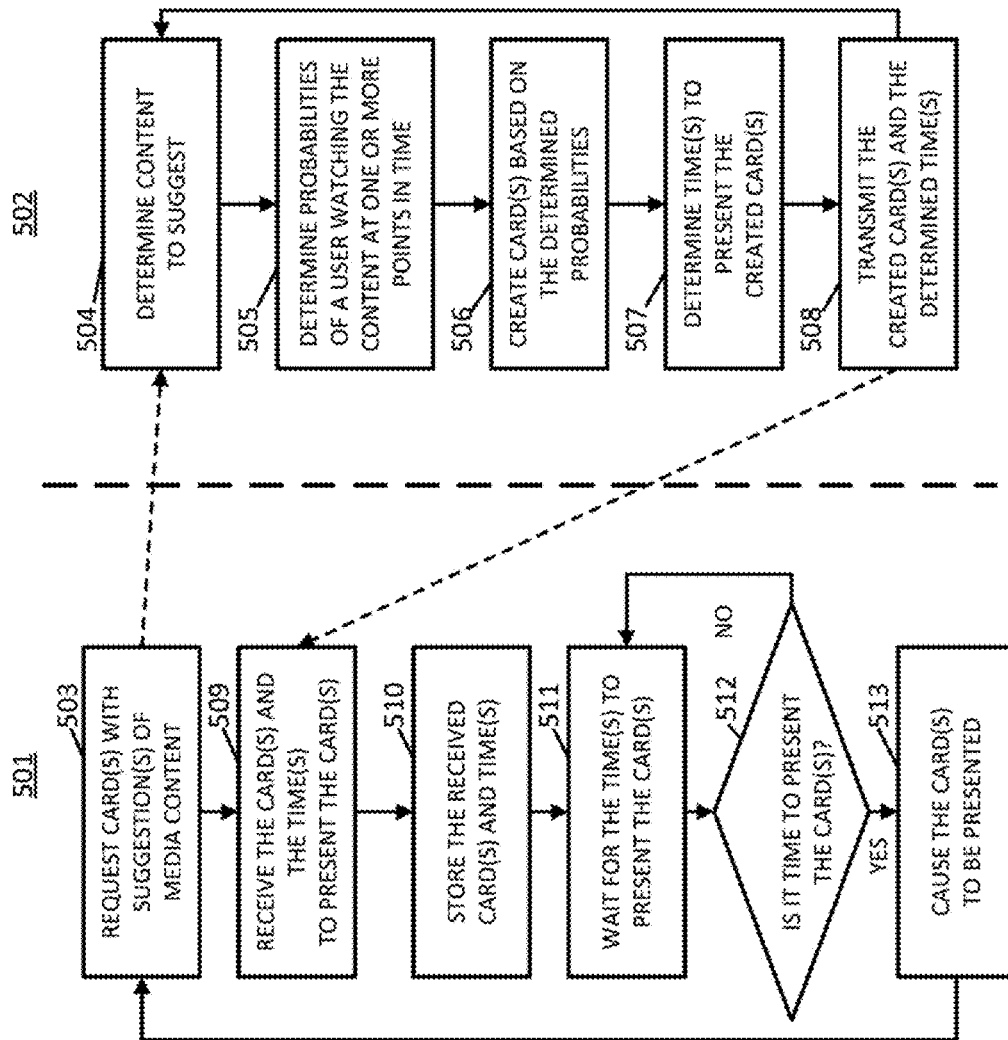 501
503
REQUEST CARD(S) WITH
SUGGESTION(S) OF
MEDIA CONTENT
509
RECEIVE THE CARD(S) AND
THE TIME(S)
TO PRESENT THE CARD(S)
510
STORE THE RECEIVED
CARD(S) AND TIME(S)
511
WAIT FOR THE TIME(S) TO
PRESENT THE CARD(S)
512
NO
IS IT TIME TO PRESENT
THE CARD(S)?
YES
513
CAUSE THE CARD(S)
TO BE PRESENTED
502
504
DETERMINE CONTENT
TO SUGGEST
505
DETERMINE PROBABILITIES
OF A USER WATCHING THE
CONTENT AT ONE OR MORE
POINTS IN TIME
506
CREATE CARD(S) BASED ON
THE DETERMINED
PROBABILITIES
507
DETERMINE TIME(S) TO
PRESENT THE
CREATED CARD(S)
508
TRANSMIT THE
CREATED CARD(S) AND THE
DETERMINED TIME(S)